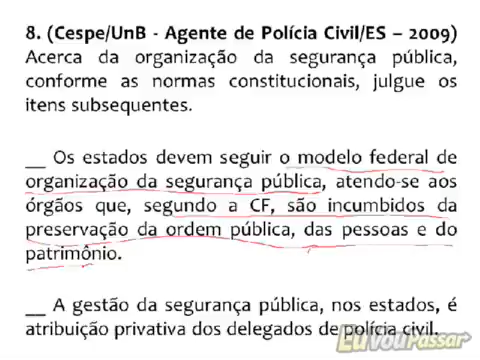 8. (Cespe/UnB - Agente de Polícia Civil/ES – 2009)
Acerca da organização da segurança pública,
conforme as normas constitucionais, julgue os
itens subsequentes.
__ Os estados devem seguir o modelo federal de
organização da segurança pública, atendo-se aos
órgãos que, segundo a CF, são incumbidos da
preservação da ordem pública, das pessoas e do
patrimônio.
__ A gestão da segurança pública, nos estados, é
atribuição privativa dos delegados de polícia civil.
EuvouPassar